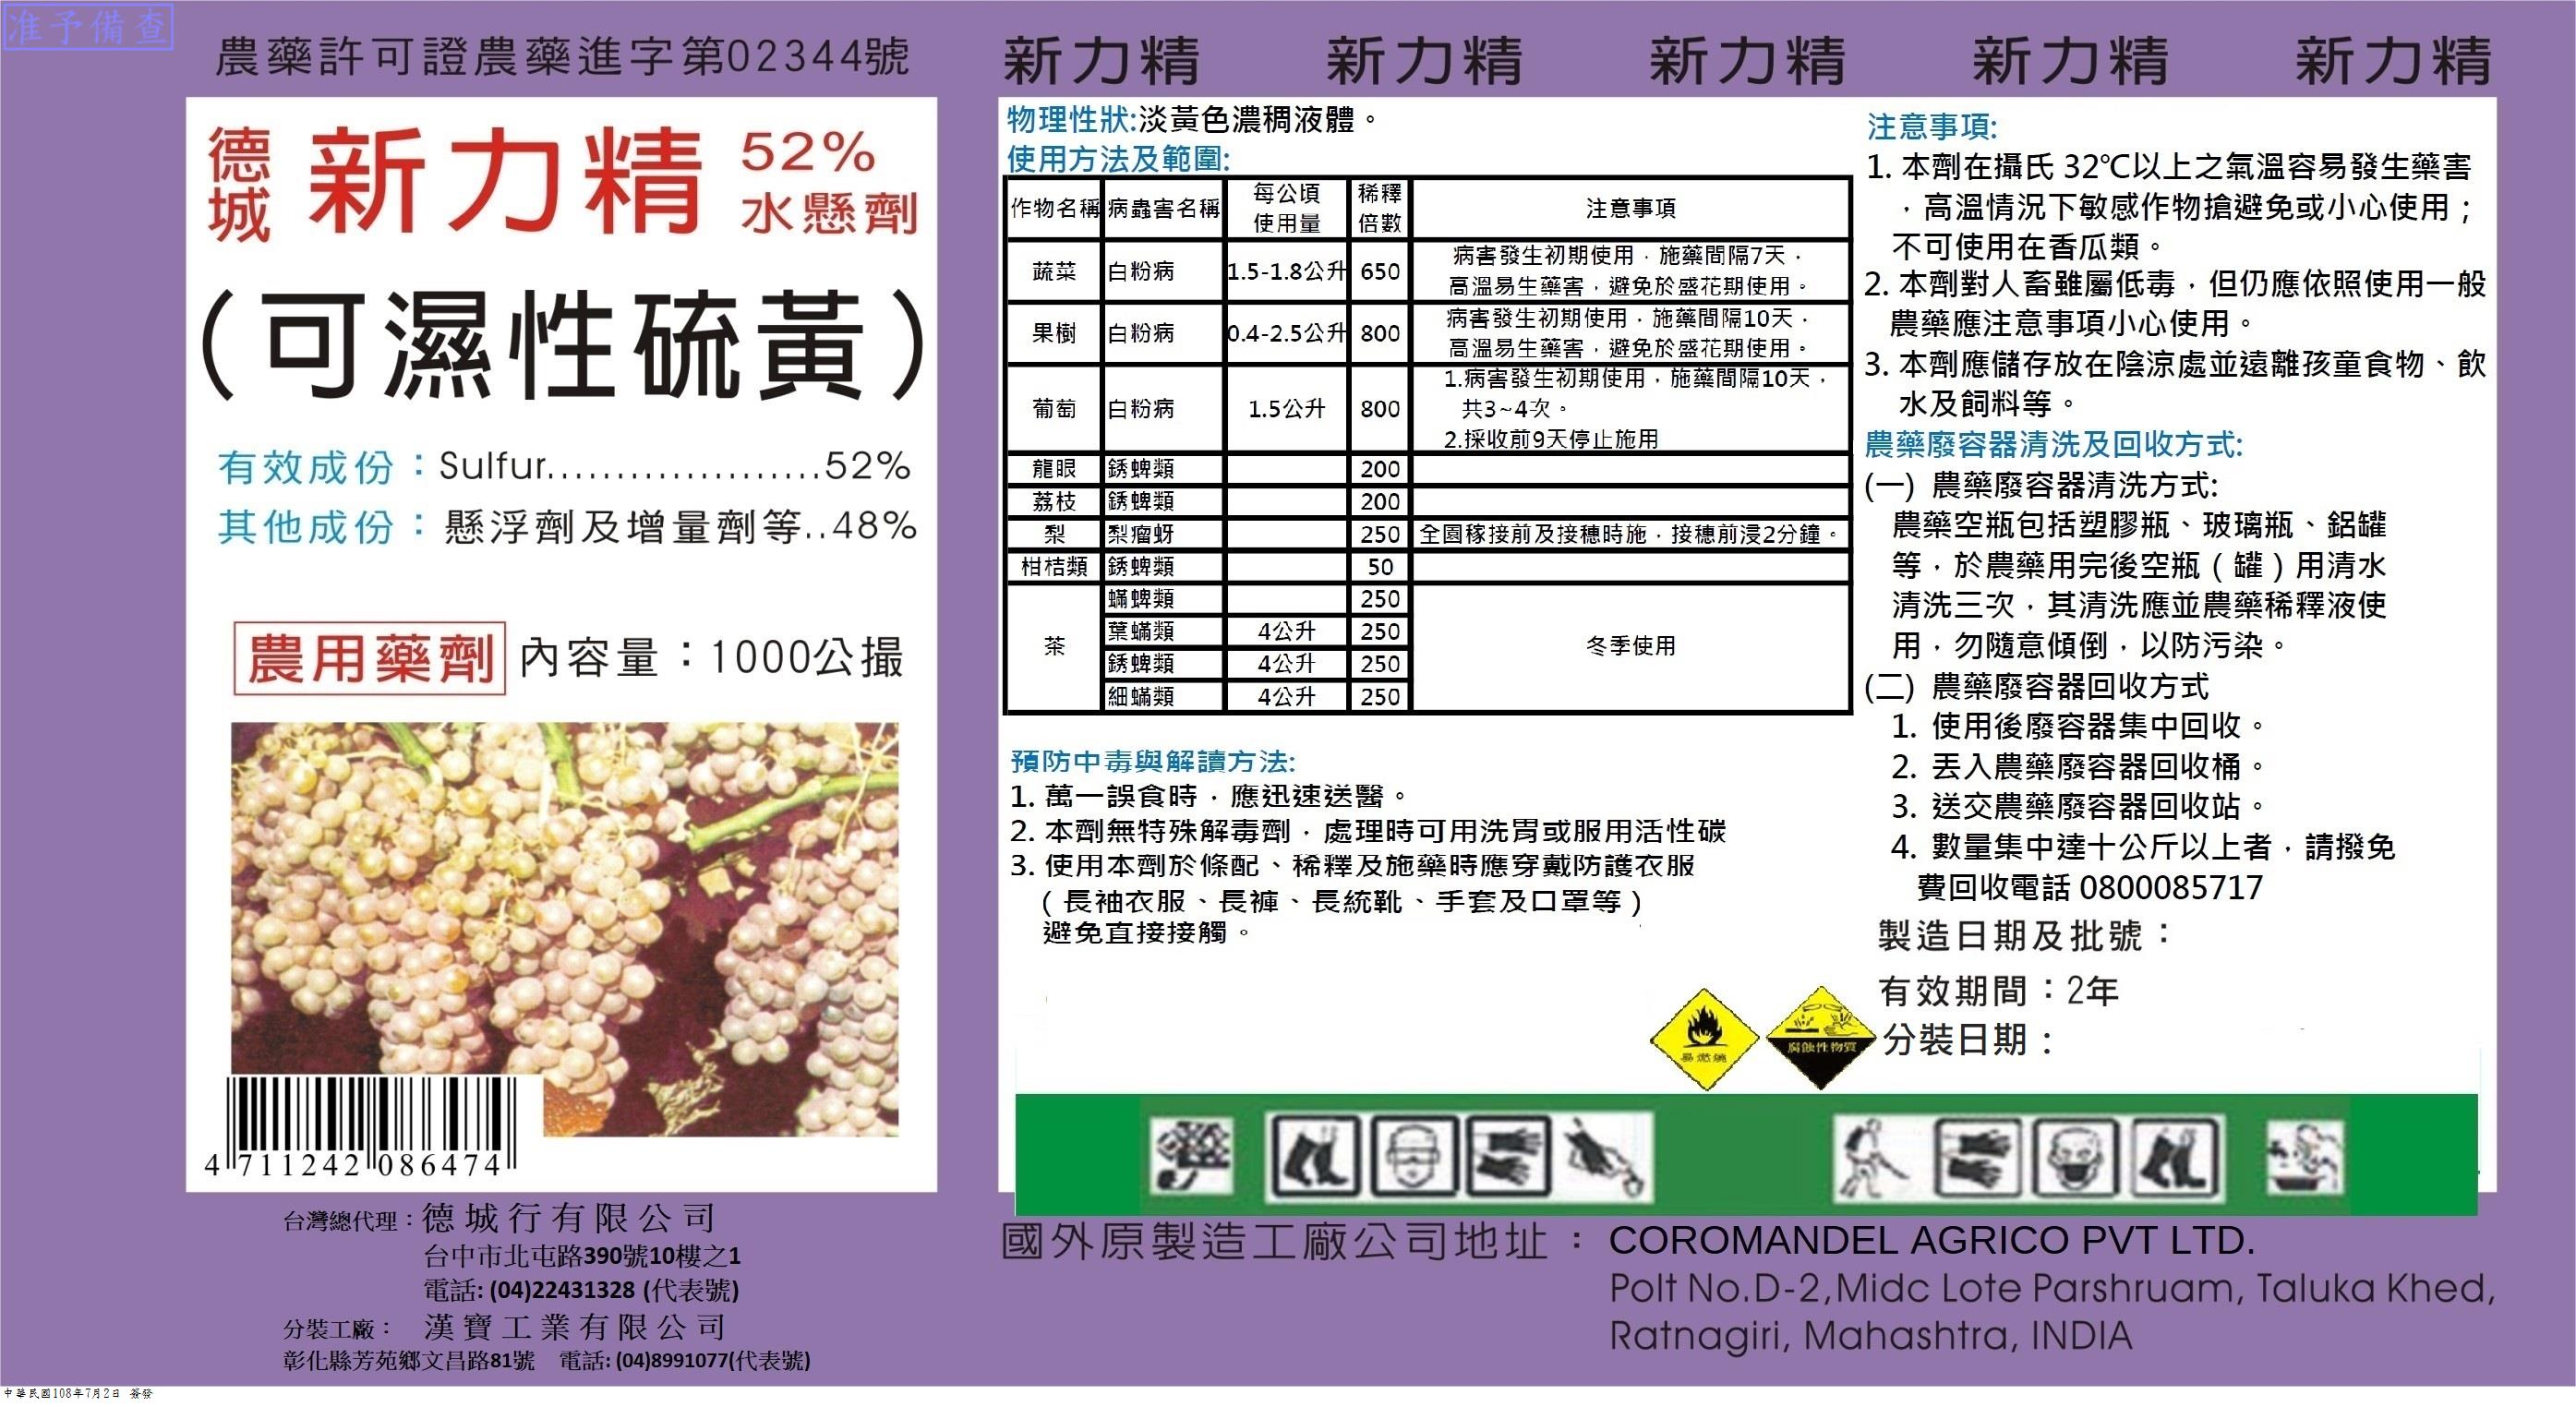 准予備查
農藥許可證農藥進字第02344號
德城 新力精 52%
水懸劑
（可濕性硫黃）
有效成份：Sulfur....................52%
其他成份：懸浮劑及增量劑等..48%
農用藥劑 內容量：1000公撮
4 711242 086474
台灣總代理：德城行有限公司
台中市北屯路390號10樓之1
電話: (04)22431328 (代表號)
分裝工廠： 漢寶工業有限公司
彰化縣芳苑鄉文昌路81號 電話: (04)8991077(代表號)
新力精 新力精 新力精 新力精 新力精
物理性狀:淡黃色濃稠液體。
使用方法及範圍:
作物名稱 病蟲害名稱 每公頃使用量 稀釋倍數 注意事項
蔬菜 白粉病 1.5-1.8公升 650 病害發生初期使用，施藥間隔7天，
高溫易生藥害，避免於盛花期使用。
果樹 白粉病 0.4-2.5公升 800 病害發生初期使用，施藥間隔10天，
高溫易生藥害，避免於盛花期使用。
葡萄 白粉病 1.5公升 800 1.病害發生初期使用，施藥間隔10天，
共3~4次。
2.採收前9天停止施用
龍眼 銹蜱類 200
荔枝 銹蜱類 200
梨 梨瘤蚜 250 全園稼接前及接穗時施，接穗前浸2分鐘。
柑桔類 銹蜱類 50
茶 蟎蜱類 250 冬季使用
葉蟎類 4公升 250
銹蜱類 4公升 250
細蟎類 4公升 250
預防中毒與解讀方法:
1. 萬一誤食時，應迅速送醫。
2. 本劑無特殊解毒劑，處理時可用洗胃或服用活性碳
3. 使用本劑於條配、稀釋及施藥時應穿戴防護衣服
（長袖衣服、長褲、長統靴、手套及口罩等）
避免直接接觸。
注意事項:
1. 本劑在攝氏 32℃以上之氣溫容易發生藥害
，高溫情況下敏感作物搶避免或小心使用；
不可使用在香瓜類。
2. 本劑對人畜雖屬低毒，但仍應依照使用一般
農藥應注意事項小心使用。
3. 本劑應儲存放在陰涼處並遠離孩童食物、飲
水及飼料等。
農藥廢容器清洗及回收方式:
(一) 農藥廢容器清洗方式:
農藥空瓶包括塑膠瓶、玻璃瓶、鋁罐
等，於農藥用完後空瓶（罐）用清水
清洗三次，其清洗應並農藥稀釋液使
用，勿隨意傾倒，以防污染。
(二) 農藥廢容器回收方式
1. 使用後廢容器集中回收。
2. 丟入農藥廢容器回收桶。
3. 送交農藥廢容器回收站。
4. 數量集中達十公斤以上者，請撥免
費回收電話 0800085717
製造日期及批號：
有效期間：2年
分裝日期：
易燃燒
腐蝕性物質
國外原製造工廠公司地址： COROMANDEL AGRICO PVT LTD.
Polt No.D-2,Midc Lote Parshruam, Taluka Khed,
Ratnagiri, Mahashtra, INDIA
中華民國108年7月2日 簽發